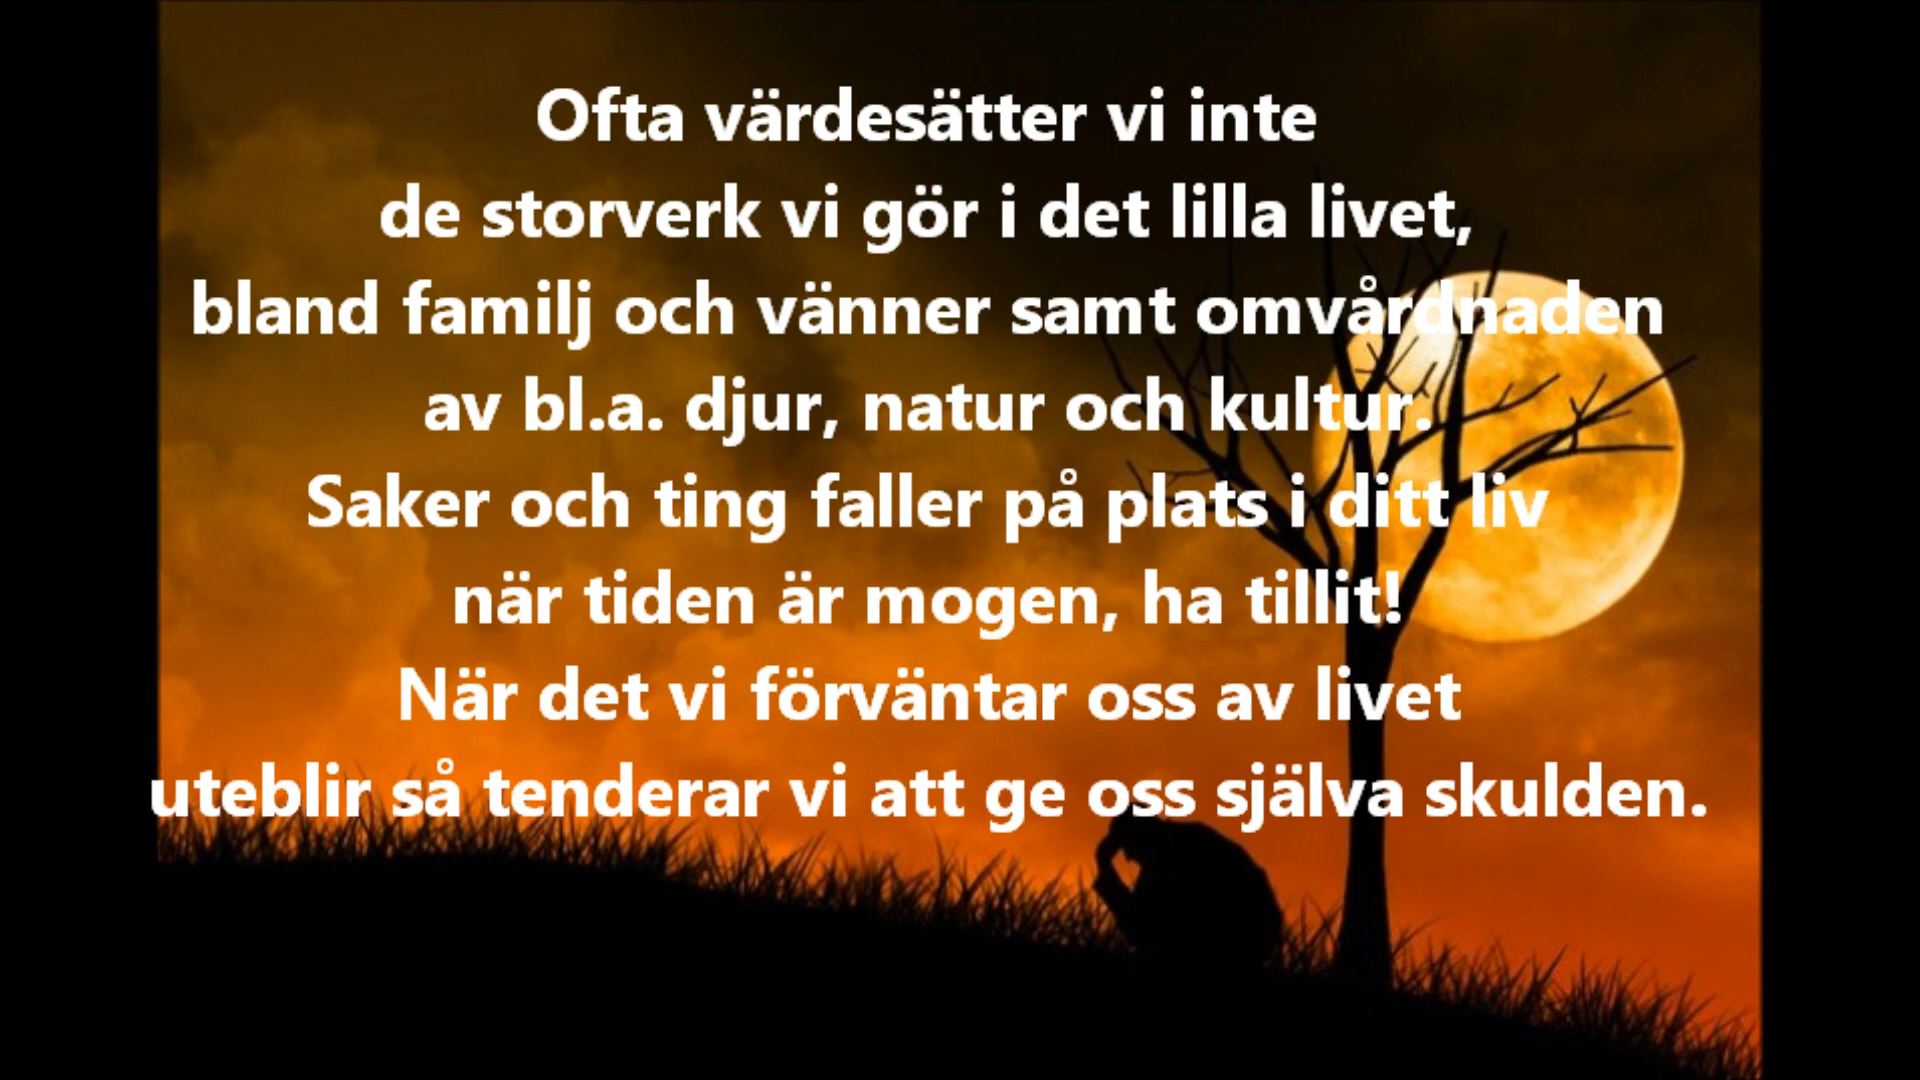 Ofta värdesätter vi inte
de storverk vi gör i det lilla livet,
bland familj och vänner samt omvårdnaden
av bl.a. djur, natur och kultur.
Saker och ting faller på plats i ditt liv
när tiden är mogen, ha tillit!
När det vi förväntar oss av livet
uteblir så tenderar vi att ge oss själva skulden.